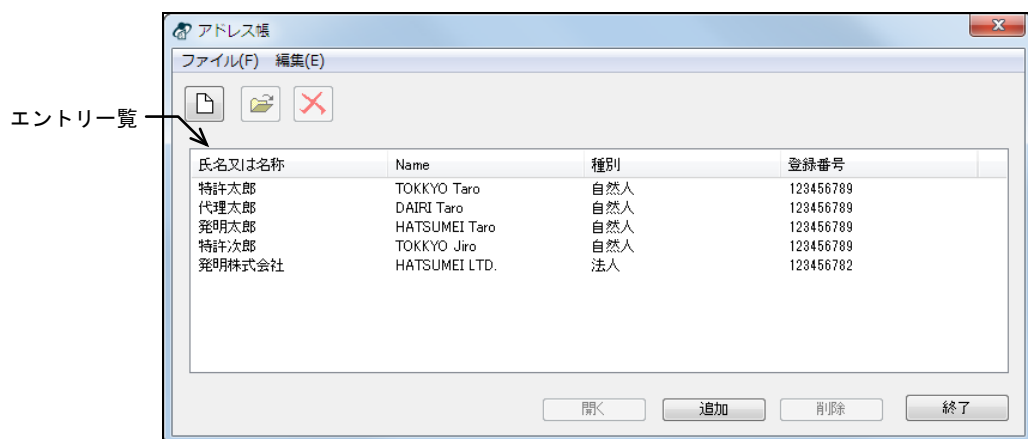 アドレス帳
ファイル(F) 編集(E)
エントリ一覧
氏名又は名称 Name 種別 登録番号
特許太郎 TOKKYO Taro 自然人 123456789
代理太郎 DAIRI Taro 自然人 123456789
発明太郎 HATSUMEI Taro 自然人 123456789
特許次郎 TOKKYO Jiro 自然人 123456789
発明株式会社 HATSUMEI LTD. 法人 123456782
開く 追加 削除 終了